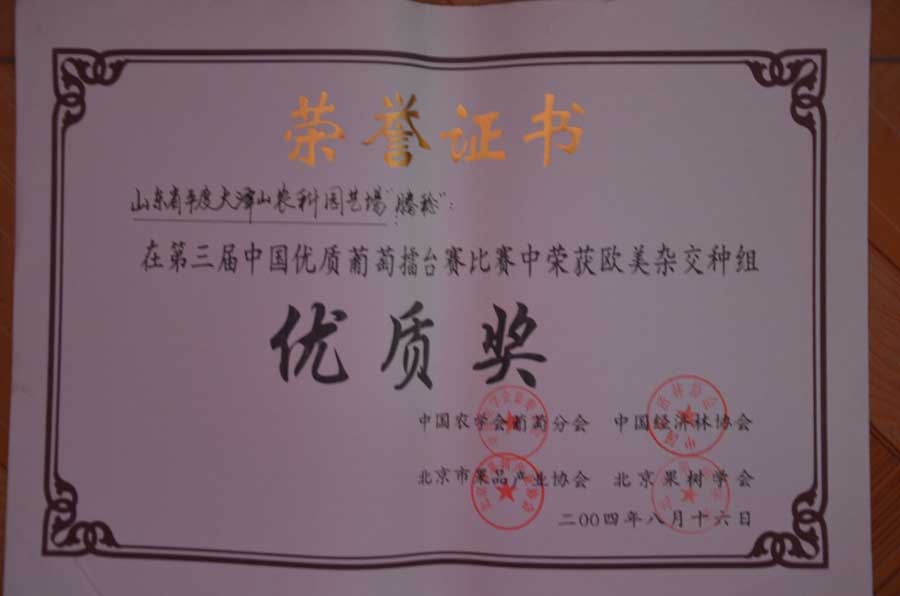 荣誉证书
山东省平度大泽山农科园艺场"腾稔"：
在第三届中国优质葡萄擂台赛比赛中荣获欧美杂交种组
优质奖
中国农学会葡萄分会 中国经济林协会
北京市果品产业协会 北京果树学会
二00四年八月十六日